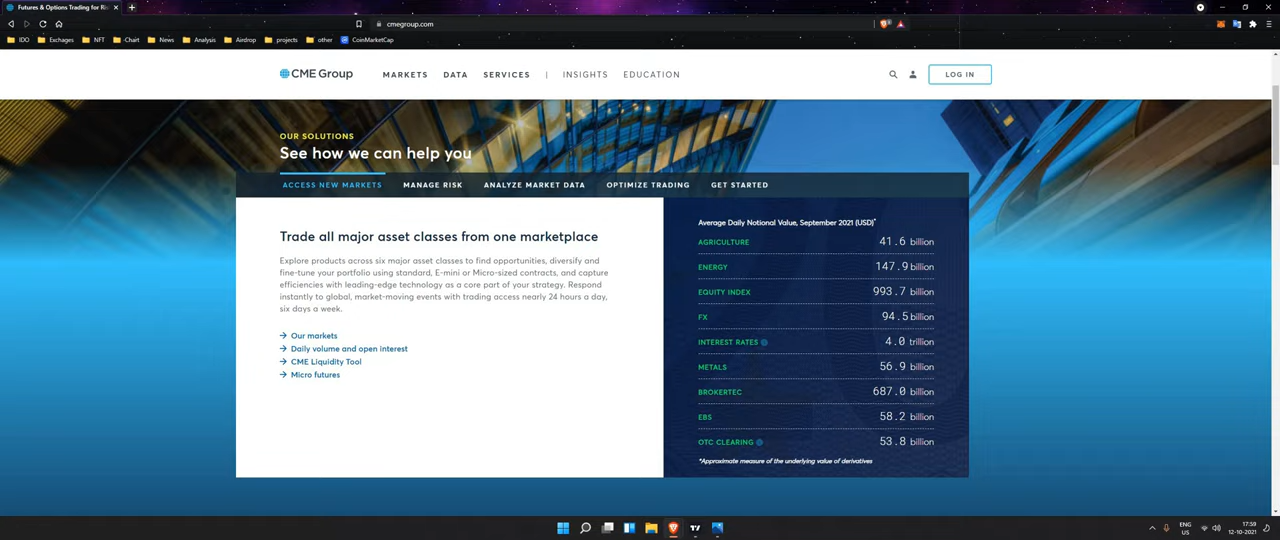 Futures & Options Trading for Ris
cmegroup.com
IDO Exchages NFT Chart News Analysis Airdrop projects other CoinMarketCap
CME Group MARKETS DATA SERVICES | INSIGHTS EDUCATION LOG IN
OUR SOLUTIONS
See how we can help you
ACCESS NEW MARKETS MANAGE RISK ANALYZE MARKET DATA OPTIMIZE TRADING GET STARTED
Trade all major asset classes from one marketplace
Explore products across six major asset classes to find opportunities, diversify and
fine-tune your portfolio using standard, E-mini or Micro-sized contracts, and capture
efficiencies with leading-edge technology as a core part of your strategy. Respond
instantly to global, market-moving events with trading access nearly 24 hours a day,
six days a week.
→ Our markets
→ Daily volume and open interest
→ CME Liquidity Tool
→ Micro futures
Average Daily Notional Value, September 2021 (USD)*
AGRICULTURE 41.6 billion
ENERGY 147.9 billion
EQUITY INDEX 993.7 billion
FX 94.5 billion
INTEREST RATES 4.0 trillion
METALS 56.9 billion
BROKERTEC 687.0 billion
EBS 58.2 billion
OTC CLEARING 53.8 billion
*Approximate measure of the underlying value of derivatives
ENG
US
17:59
12-10-2021